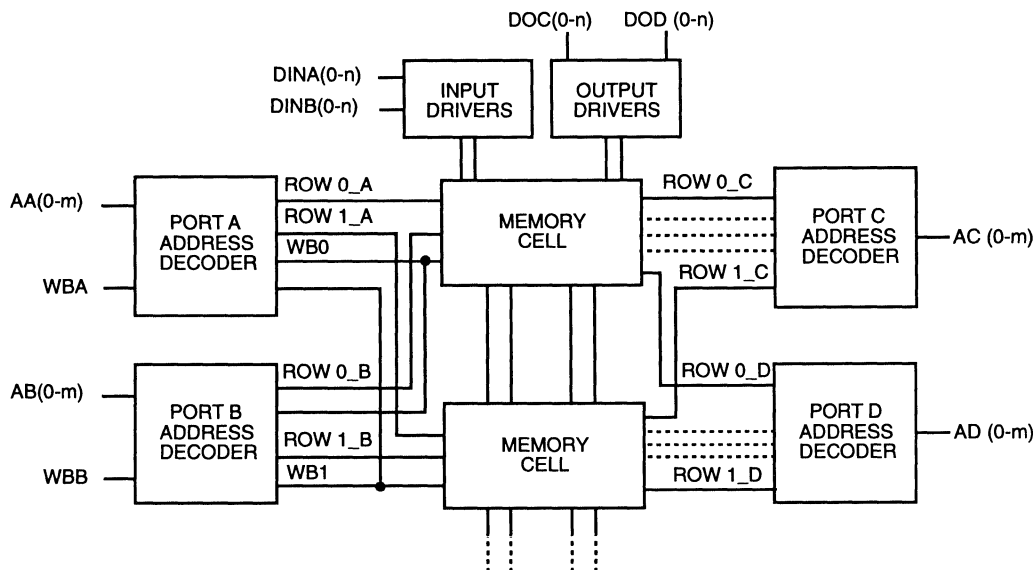 DOC(0-n)
DOD (0-n)
DINA(0-n)
DINB(0-n)
INPUT
DRIVERS
OUTPUT
DRIVERS
AA(0-m)
WBA
PORT A
ADDRESS
DECODER
ROW 0_A
ROW 1_A
WB0
MEMORY
CELL
ROW 0_C
ROW 1_C
PORT C
ADDRESS
DECODER
AC (0-m)
AB(0-m)
WBB
PORT B
ADDRESS
DECODER
ROW 0_B
ROW 1_B
WB1
MEMORY
CELL
ROW 0_D
ROW 1_D
PORT D
ADDRESS
DECODER
AD (0-m)